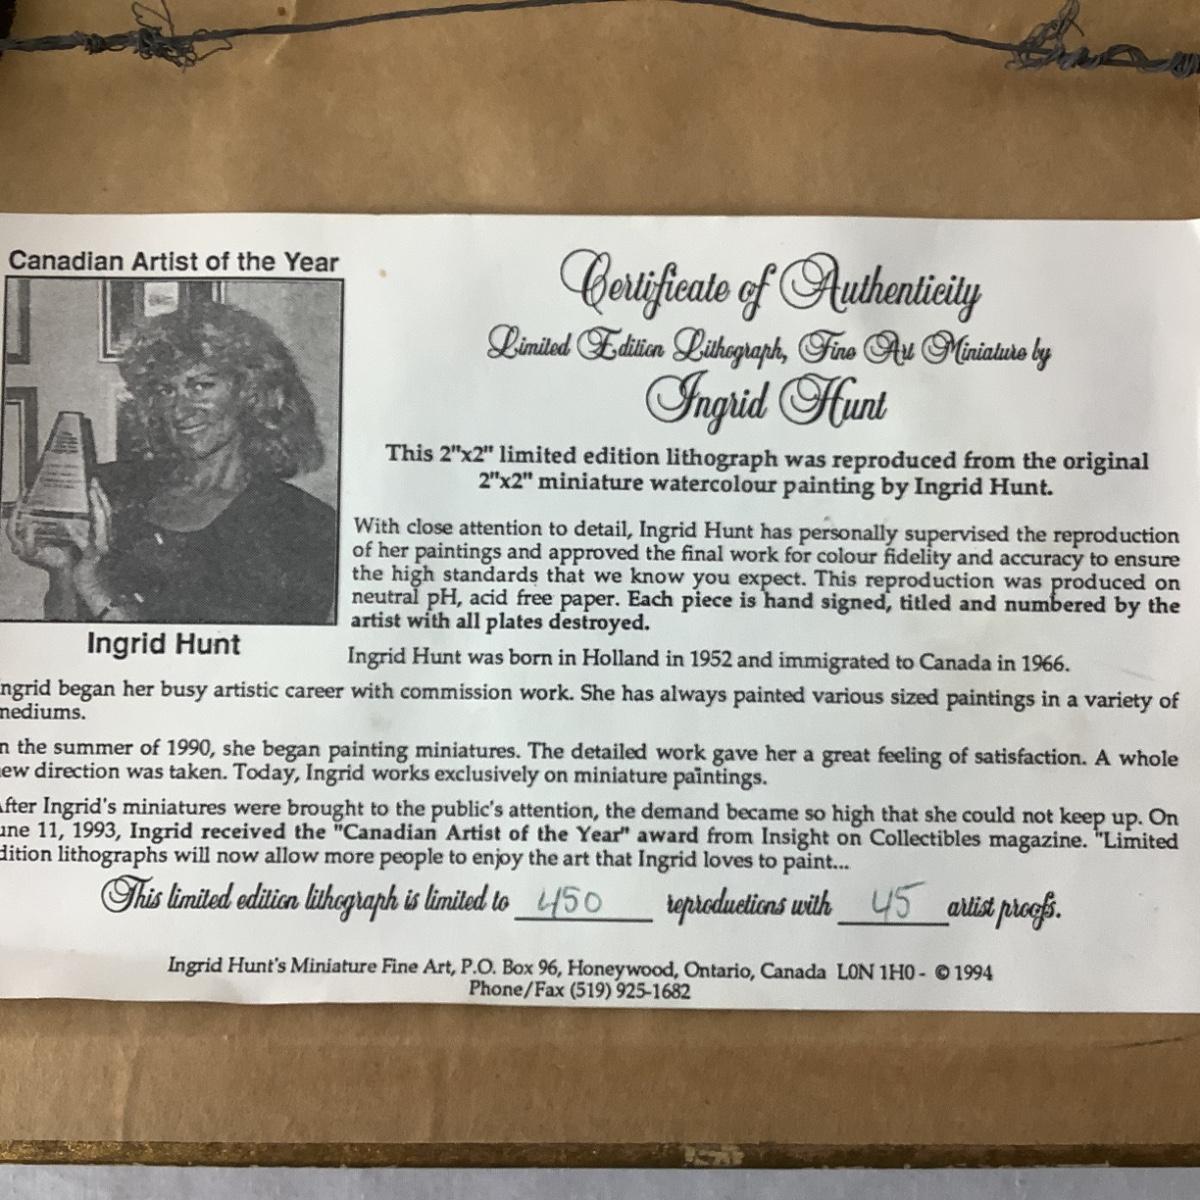 Canadian Artist of the Year
Certificate of Authenticity
Limited Edition Lithograph, Fine Art Miniature by
Ingrid Hunt
This 2"x2" limited edition lithograph was reproduced from the original
2"x2" miniature watercolour painting by Ingrid Hunt.
With close attention to detail, Ingrid Hunt has personally supervised the reproduction
of her paintings and approved the final work for colour fidelity and accuracy to ensure
the high standards that we know you expect. This reproduction was produced on
neutral pH, acid free paper. Each piece is hand signed, titled and numbered by the
artist with all plates destroyed.
Ingrid Hunt
Ingrid Hunt was born in Holland in 1952 and immigrated to Canada in 1966.
ngrid began her busy artistic career with commission work. She has always painted various sized paintings in a variety of
mediums.
n the summer of 1990, she began painting miniatures. The detailed work gave her a great feeling of satisfaction. A whole
ew direction was taken. Today, Ingrid works exclusively on miniature paintings.
After Ingrid's miniatures were brought to the public's attention, the demand became so high that she could not keep up. On
une 11, 1993, Ingrid received the "Canadian Artist of the Year" award from Insight on Collectibles magazine. "Limited
dition lithographs will now allow more people to enjoy the art that Ingrid loves to paint...
This limited edition lithograph is limited to 450 reproductions with 45 artist proofs.
Ingrid Hunt's Miniature Fine Art, P.O. Box 96, Honeywood, Ontario, Canada L0N 1H0 - © 1994
Phone/Fax (519) 925-1682